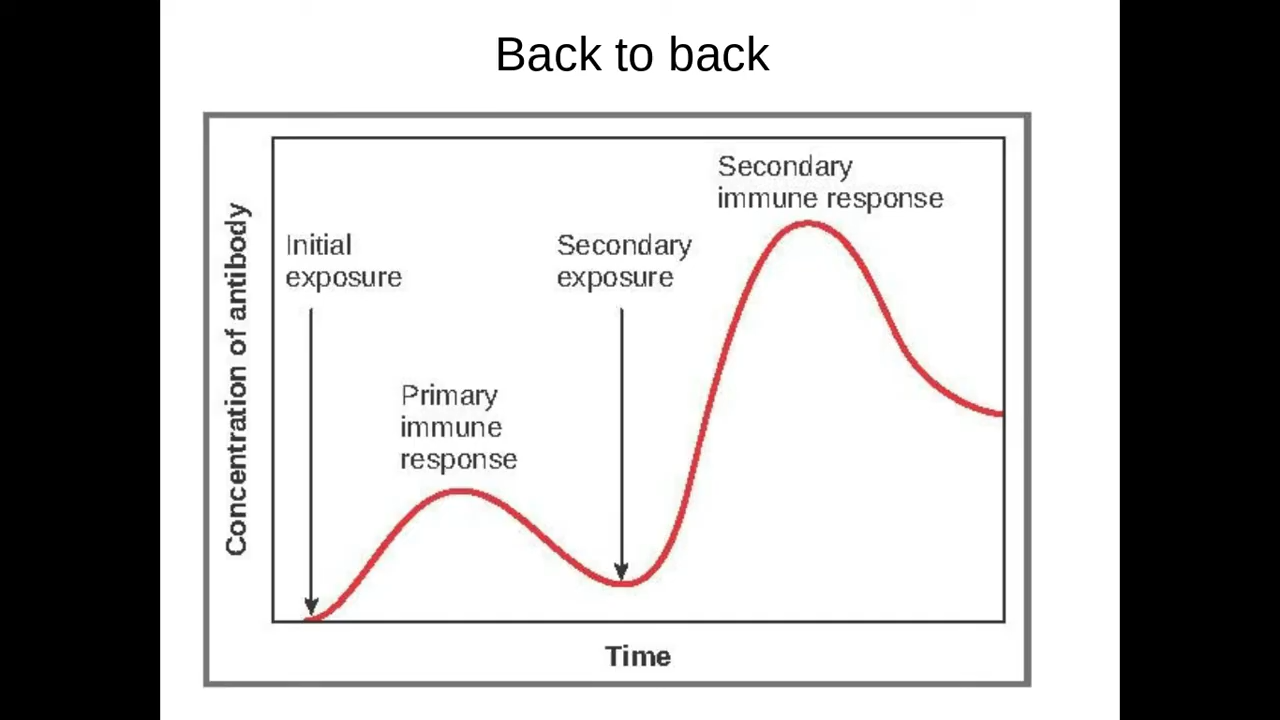 Back to back
Secondary
immune response
Initial
exposure
Secondary
exposure
Primary
immune
response
Concentration of antibody
Time